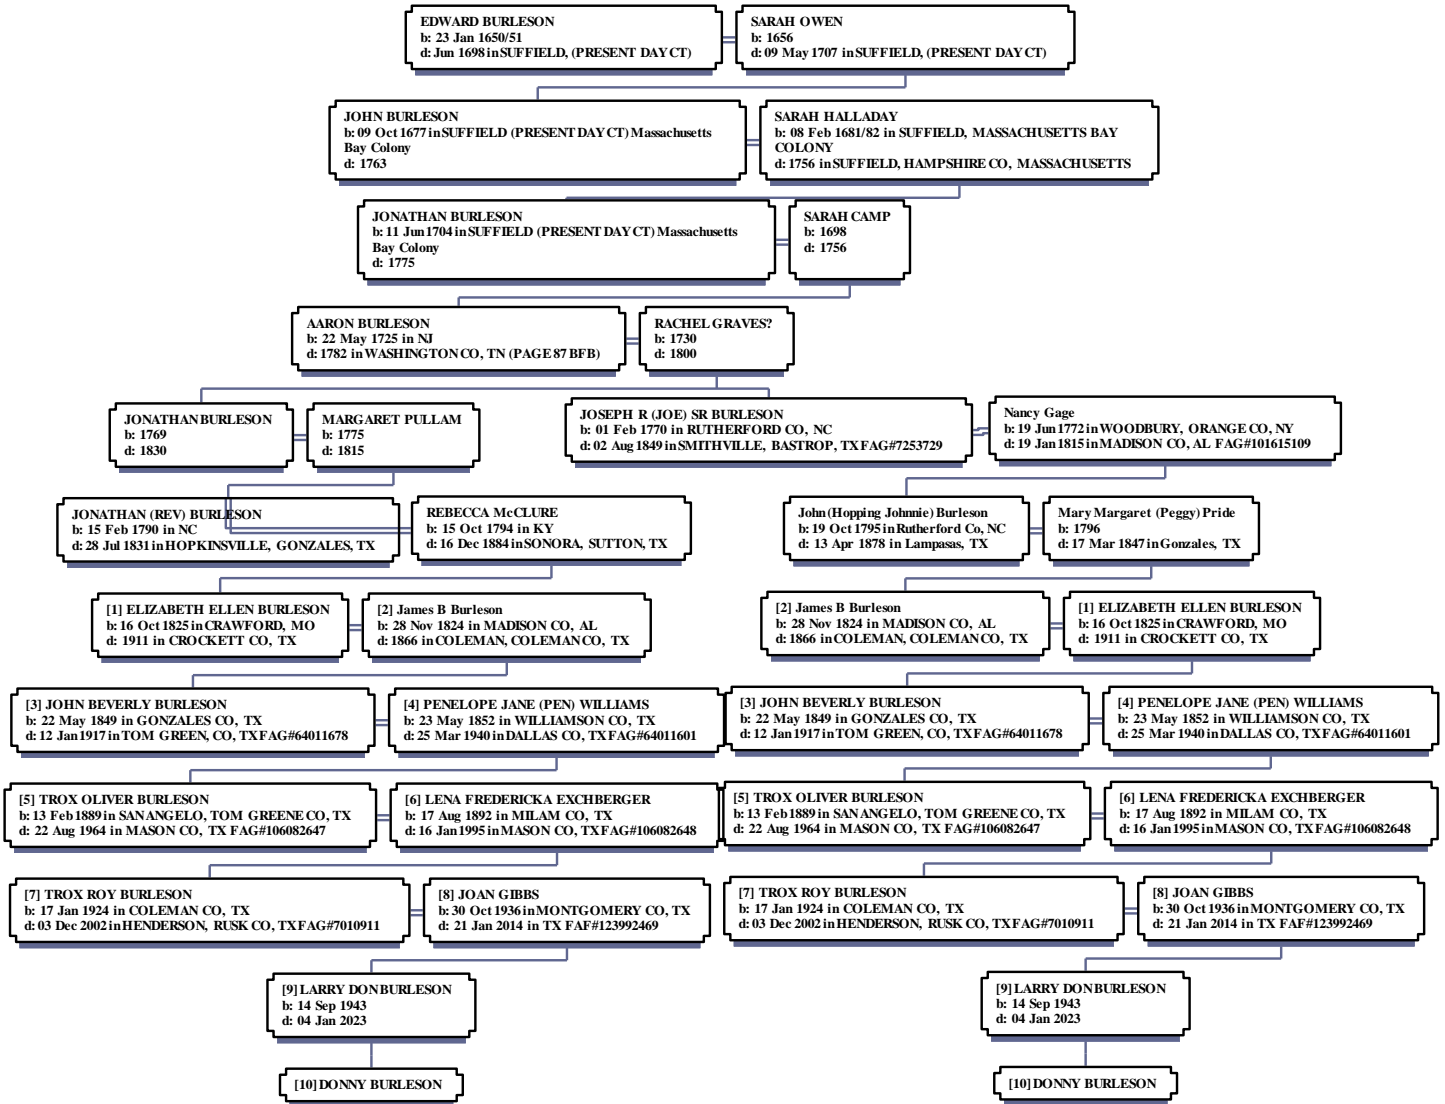 EDWARD BURLESON
b: 23 Jan 1650/51
d: Jun 1698 in SUFFIELD, (PRESENT DAY CT)
SARAH OWEN
b: 1656
d: 09 May 1707 in SUFFIELD, (PRESENT DAY CT)
JOHN BURLESON
b: 09 Oct 1677 in SUFFIELD (PRESENT DAY CT) Massachusetts
Bay Colony
d: 1763
SARAH HALLADAY
b: 08 Feb 1681/82 in SUFFIELD, MASSACHUSETTS BAY
COLONY
d: 1756 in SUFFIELD, HAMPSHIRE CO, MASSACHUSETTS
JONATHAN BURLESON
b: 11 Jun 1704 in SUFFIELD (PRESENT DAY CT) Massachusetts
Bay Colony
d: 1775
SARAH CAMP
b: 1698
d: 1756
AARON BURLESON
b: 22 May 1725 in NJ
d: 1782 in WASHINGTON CO, TN (PAGE 87 BFB)
RACHEL GRAVES?
b: 1730
d: 1800
JONATHAN BURLESON
b: 1769
d: 1830
MARGARET PULLAM
b: 1775
d: 1815
JOSEPH R (JOE) SR BURLESON
b: 01 Feb 1770 in RUTHERFORD CO, NC
d: 02 Aug 1849 in SMITHVILLE, BASTROP, TX FAG#7253729
Nancy Gage
b: 19 Jun 1772 in WOODBURY, ORANGE CO, NY
d: 19 Jan 1815 in MADISON CO, AL FAG#101615109
JONATHAN (REV) BURLESON
b: 15 Feb 1790 in NC
d: 28 Jul 1831 in HOPKINSVILLE, GONZALES, TX
REBECCA McCLURE
b: 15 Oct 1794 in KY
d: 16 Dec 1884 in SONORA, SUTTON, TX
John (Hopping Johnnie) Burleson
b: 19 Oct 1795 in Rutherford Co, NC
d: 13 Apr 1878 in Lampasas, TX
Mary Margaret (Peggy) Pride
b: 1796
d: 17 Mar 1847 in Gonzales, TX
[1] ELIZABETH ELLEN BURLESON
b: 16 Oct 1825 in CRAWFORD, MO
d: 1911 in CROCKETT CO, TX
[2] James B Burleson
b: 28 Nov 1824 in MADISON CO, AL
d: 1866 in COLEMAN, COLEMAN CO, TX
[2] James B Burleson
b: 28 Nov 1824 in MADISON CO, AL
d: 1866 in COLEMAN, COLEMAN CO, TX
[1] ELIZABETH ELLEN BURLESON
b: 16 Oct 1825 in CRAWFORD, MO
d: 1911 in CROCKETT CO, TX
[3] JOHN BEVERLY BURLESON
b: 22 May 1849 in GONZALES CO, TX
d: 12 Jan 1917 in TOM GREEN, CO, TX FAG#64011678
[4] PENELOPE JANE (PEN) WILLIAMS
b: 23 May 1852 in WILLIAMSON CO, TX
d: 25 Mar 1940 in DALLAS CO, TX FAG#64011601
[3] JOHN BEVERLY BURLESON
b: 22 May 1849 in GONZALES CO, TX
d: 12 Jan 1917 in TOM GREEN, CO, TX FAG#64011678
[4] PENELOPE JANE (PEN) WILLIAMS
b: 23 May 1852 in WILLIAMSON CO, TX
d: 25 Mar 1940 in DALLAS CO, TX FAG#64011601
[5] TROX OLIVER BURLESON
b: 13 Feb 1889 in SAN ANGELO, TOM GREENE CO, TX
d: 22 Aug 1964 in MASON CO, TX FAG#106082647
[6] LENA FREDERICKA EXCHBERGER
b: 17 Aug 1892 in MILAM CO, TX
d: 16 Jan 1995 in MASON CO, TX FAG#106082648
[5] TROX OLIVER BURLESON
b: 13 Feb 1889 in SAN ANGELO, TOM GREENE CO, TX
d: 22 Aug 1964 in MASON CO, TX FAG#106082647
[6] LENA FREDERICKA EXCHBERGER
b: 17 Aug 1892 in MILAM CO, TX
d: 16 Jan 1995 in MASON CO, TX FAG#106082648
[7] TROX ROY BURLESON
b: 17 Jan 1924 in COLEMAN CO, TX
d: 03 Dec 2002 in HENDERSON, RUSK CO, TX FAG#7010911
[8] JOAN GIBBS
b: 30 Oct 1936 in MONTGOMERY CO, TX
d: 21 Jan 2014 in TX FAF#123992469
[7] TROX ROY BURLESON
b: 17 Jan 1924 in COLEMAN CO, TX
d: 03 Dec 2002 in HENDERSON, RUSK CO, TX FAG#7010911
[8] JOAN GIBBS
b: 30 Oct 1936 in MONTGOMERY CO, TX
d: 21 Jan 2014 in TX FAF#123992469
[9] LARRY DON BURLESON
b: 14 Sep 1943
d: 04 Jan 2023
[9] LARRY DON BURLESON
b: 14 Sep 1943
d: 04 Jan 2023
[10] DONNY BURLESON
[10] DONNY BURLESON